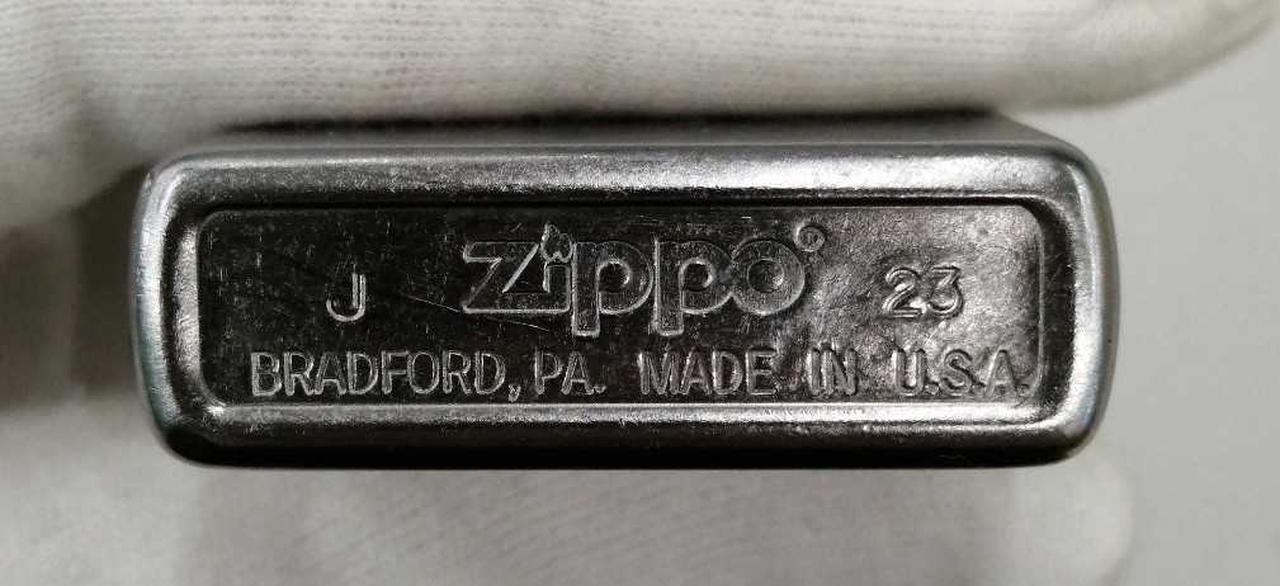 J Zippo® 23
BRADFORD, PA. MADE IN U.S.A.